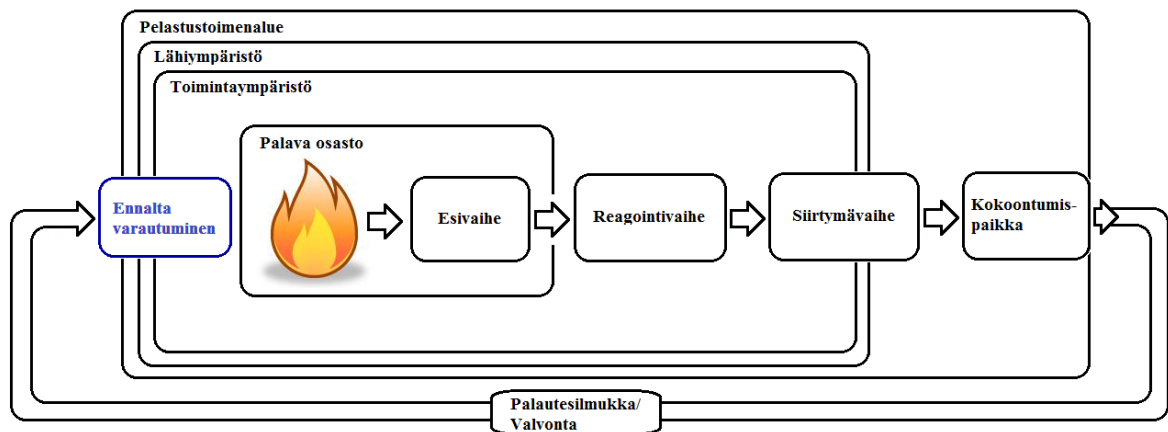 Pelastustoimenalue
Lähiympäristö
Toimintaympäristö
Palava osasto
Ennalta
varautuminen
Esivaihe
Reagointivaihe
Siirtymävaihe
Kokoontumis-
paikka
Palautesilmukka/
Valvonta